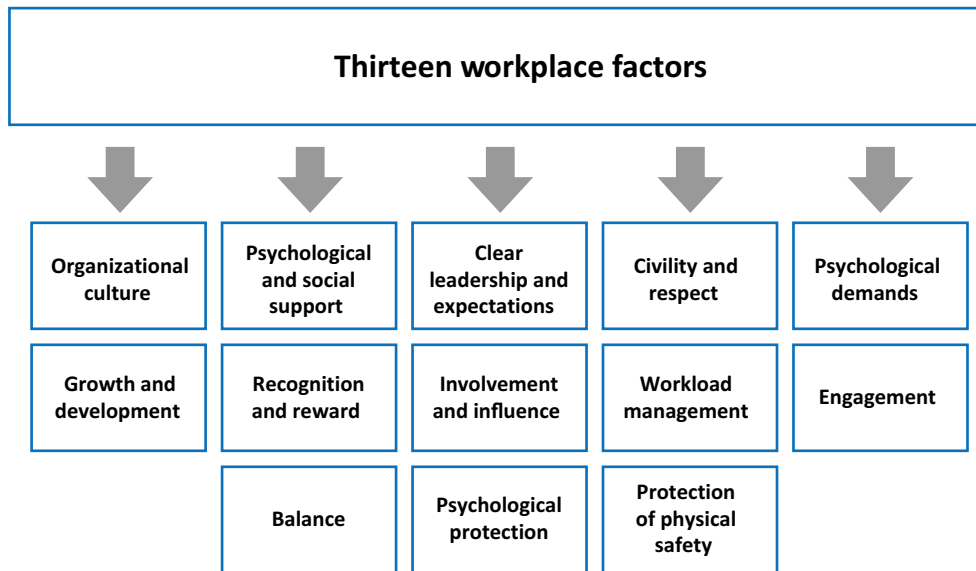 Thirteen workplace factors
Organizational
culture
Psychological
and social
support
Clear
leadership and
expectations
Civility and
respect
Psychological
demands
Growth and
development
Recognition
and reward
Involvement
and influence
Workload
management
Engagement
Balance
Psychological
protection
Protection
of physical
safety